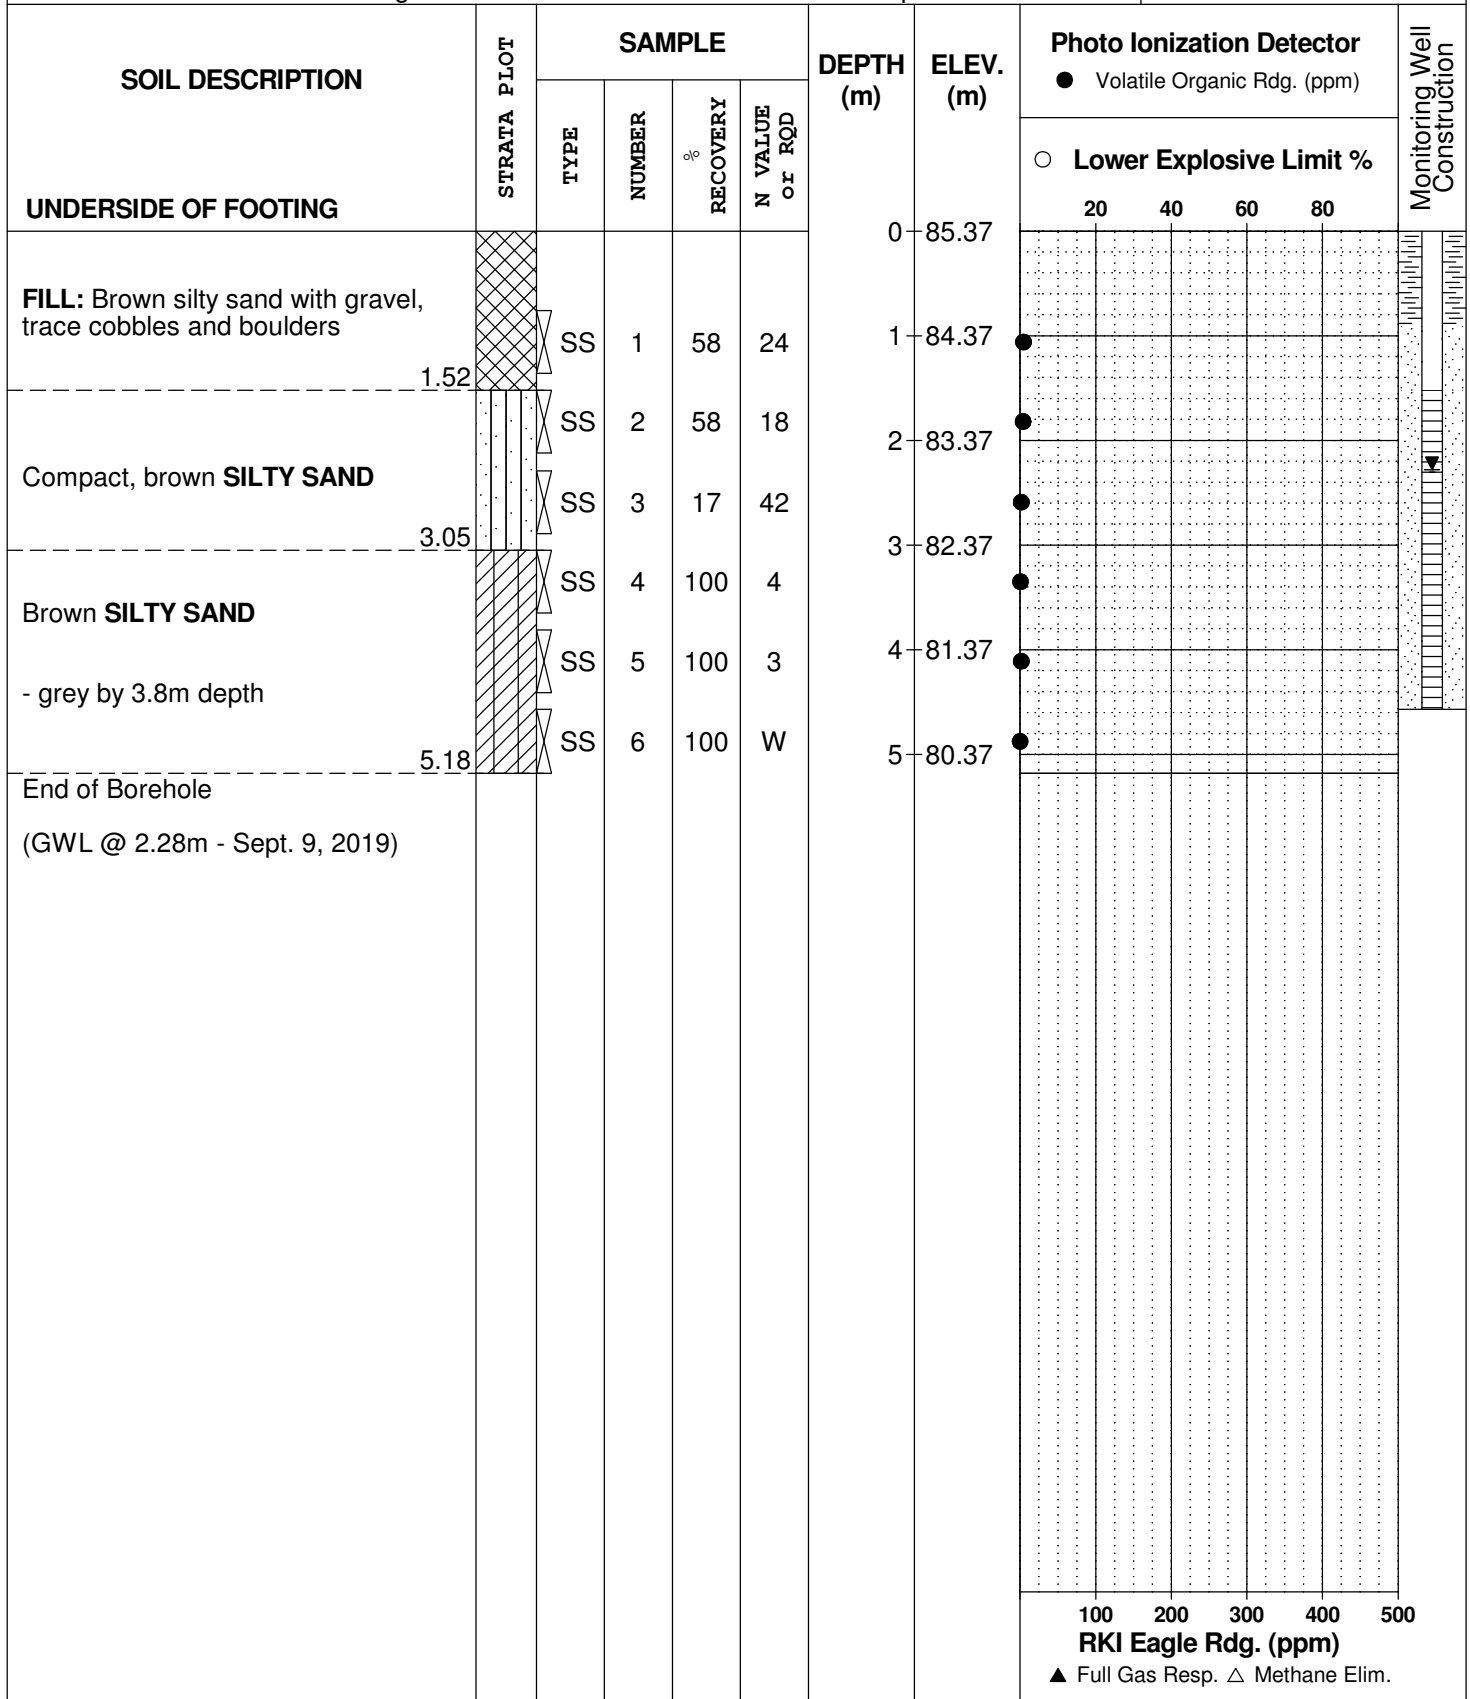 SOIL DESCRIPTION
UNDERSIDE OF FOOTING
STRATA PLOT
SAMPLE
TYPE
NUMBER
% RECOVERY
N VALUE or RQD
DEPTH (m)
ELEV. (m)
Photo Ionization Detector
● Volatile Organic Rdg. (ppm)
○ Lower Explosive Limit %
20 40 60 80
Monitoring Well Construction
0 85.37
FILL: Brown silty sand with gravel,
trace cobbles and boulders
1.52
SS 1 58 24
1 84.37
SS 2 58 18
2 83.37
Compact, brown SILTY SAND
3.05
SS 3 17 42
3 82.37
SS 4 100 4
Brown SILTY SAND
SS 5 100 3
4 81.37
- grey by 3.8m depth
5.18
SS 6 100 W
5 80.37
End of Borehole
(GWL @ 2.28m - Sept. 9, 2019)
100 200 300 400 500
RKI Eagle Rdg. (ppm)
▲ Full Gas Resp. △ Methane Elim.